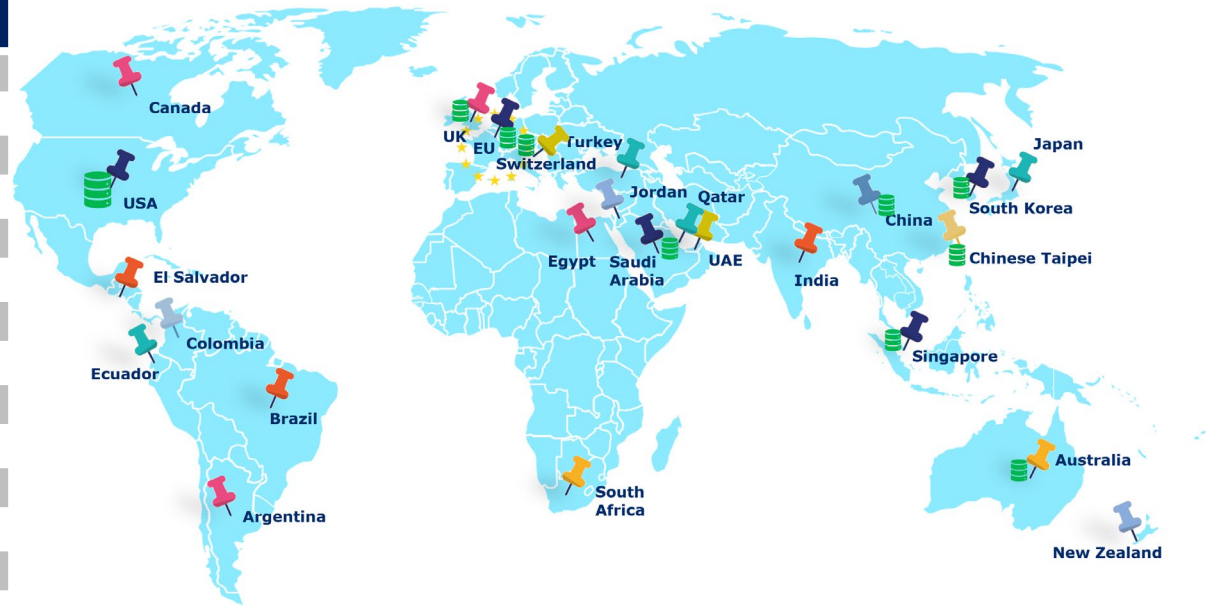 Canada
USA
El Salvador
Colombia
Ecuador
Brazil
Argentina
UK
EU
Switzerland
Turkey
Jordan
Qatar
Egypt
Saudi
Arabia
UAE
South
Africa
India
China
Japan
South Korea
Chinese Taipei
Singapore
Australia
New Zealand